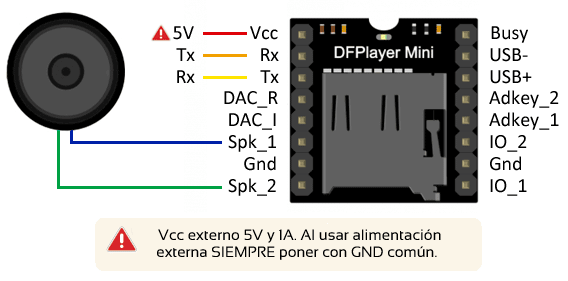 5V Vcc Busy
DFPlayer Mini
Tx Rx USB-
Rx Tx USB+
DAC_R Adkey_2
DAC_I Adkey_1
Spk_1 IO_2
Gnd Gnd
Spk_2 IO_1
Vcc externo 5V y 1A. Al usar alimentación
externa SIEMPRE poner con GND común.